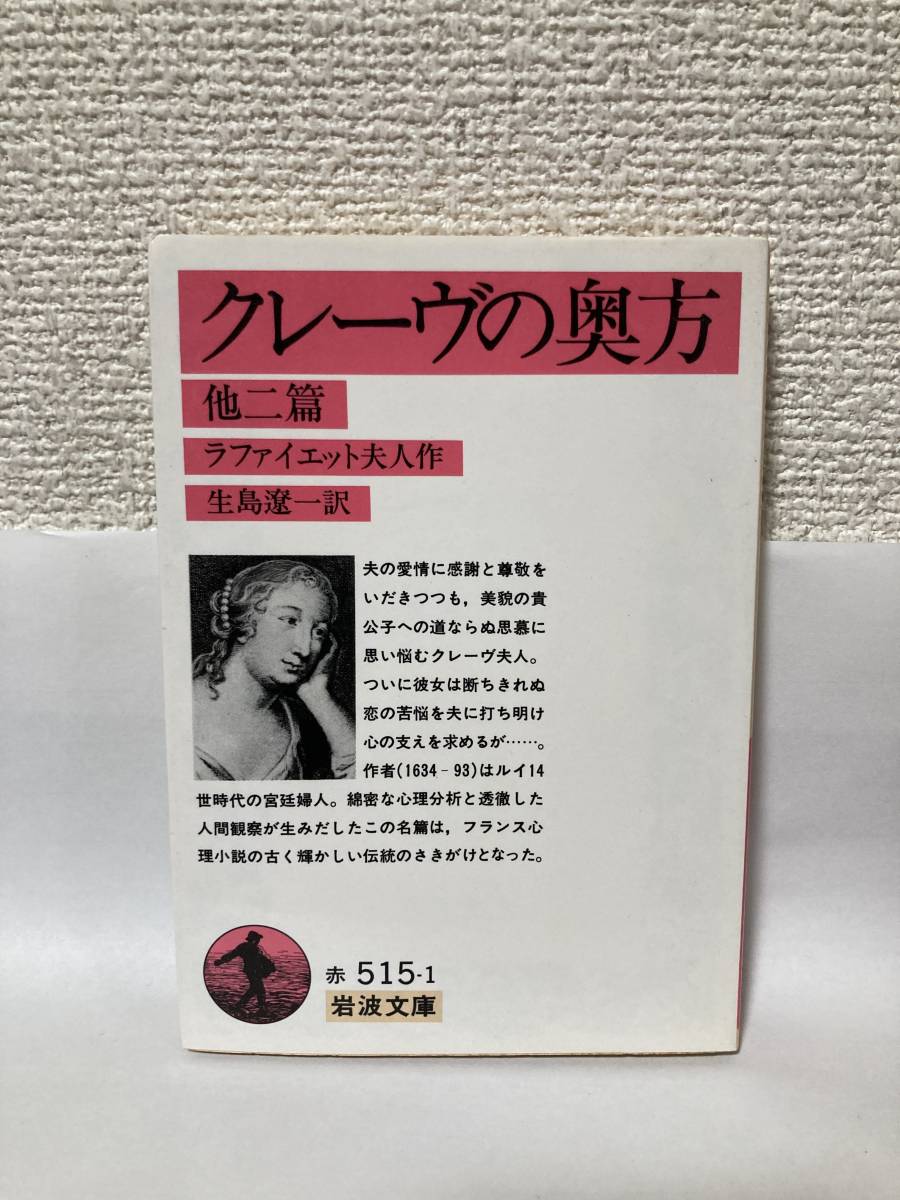 クレーヴの奥方
他二篇
ラファイエット夫人作
生島遼一訳
夫の愛情に感謝と尊敬を
いだきつつも，美貌の貴
公子への道ならぬ思慕に
思い悩むクレーヴ夫人。
ついに彼女は断ちきれぬ
恋の苦悩を夫に打ち明け
心の支えを求めるが……。
作者(1634‐93)はルイ14
世時代の宮廷婦人。綿密な心理分析と透徹した
人間観察が生みだしたこの名篇は，フランス心
理小説の古く輝かしい伝統のさきがけとなった。
赤 515-1
岩波文庫